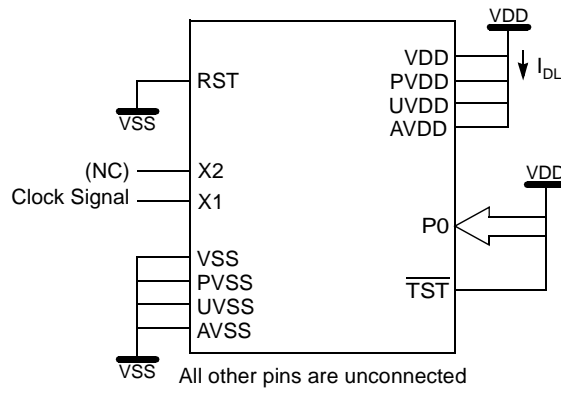 VDD
VDD
I_DL
RST
PVDD
UVDD
VSS
AVDD
(NC)
X2
VDD
Clock Signal
X1
P0
VSS
PVSS
TST
UVSS
AVSS
VSS
All other pins are unconnected